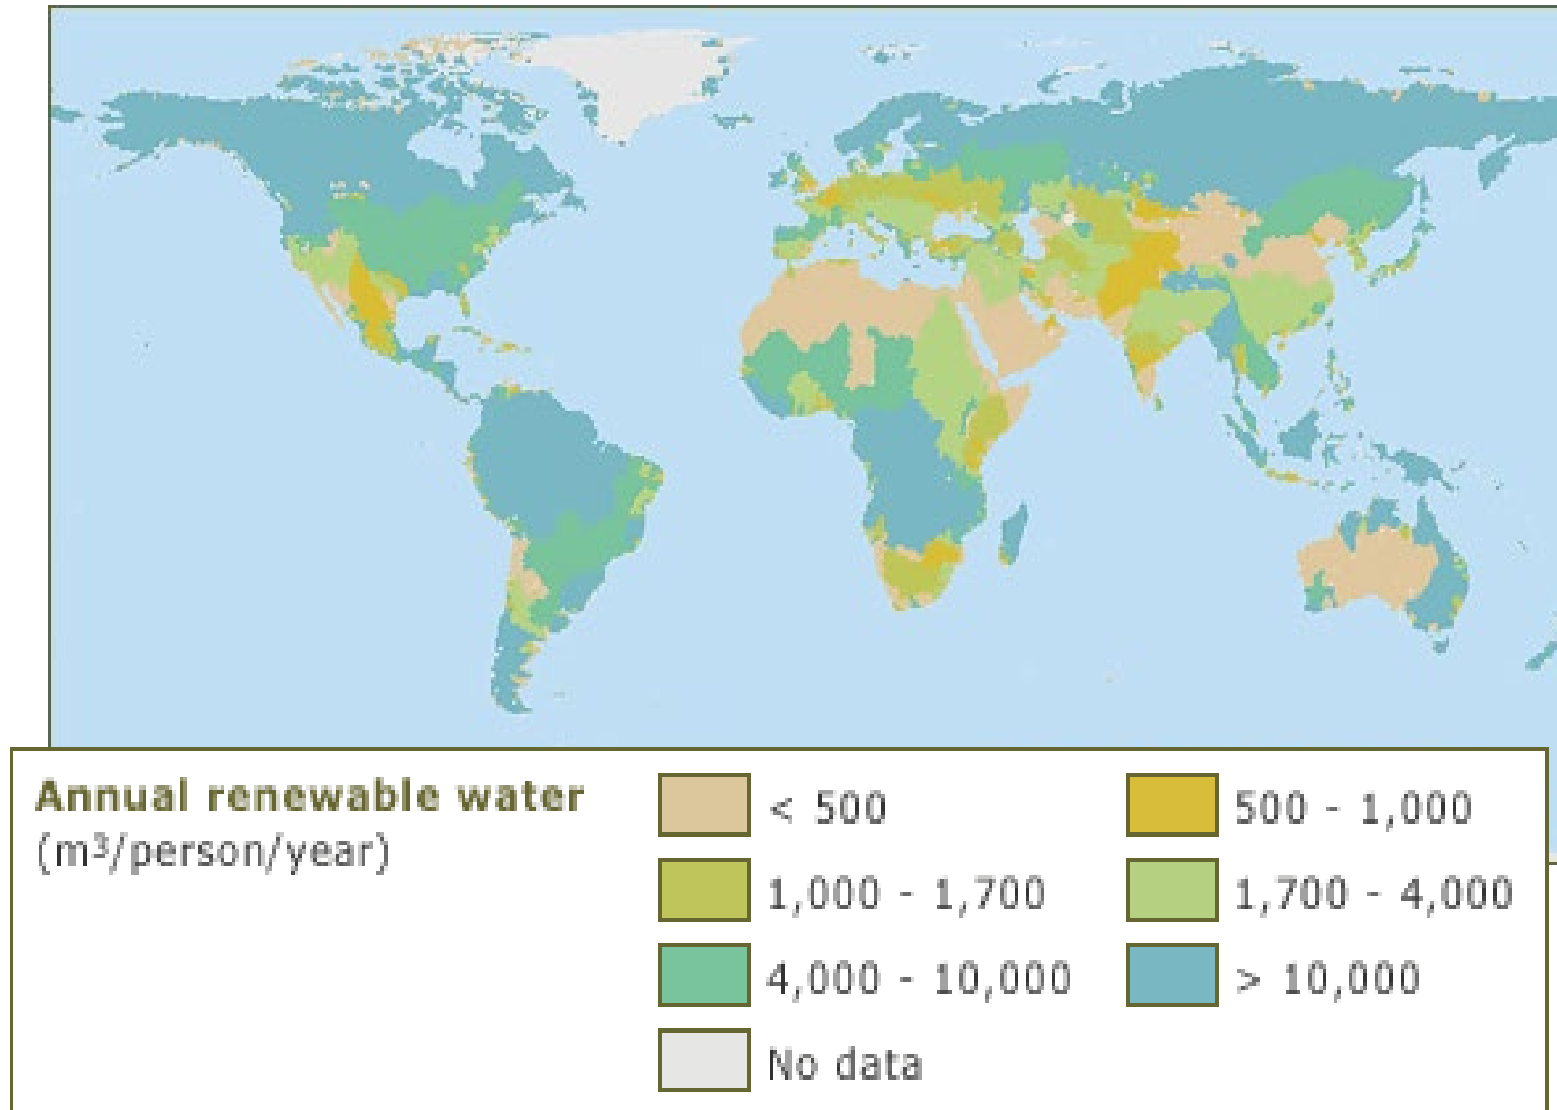 Annual renewable water
(m3/person/year)
< 500
500 - 1,000
1,000 - 1,700
1,700 - 4,000
4,000 - 10,000
> 10,000
No data